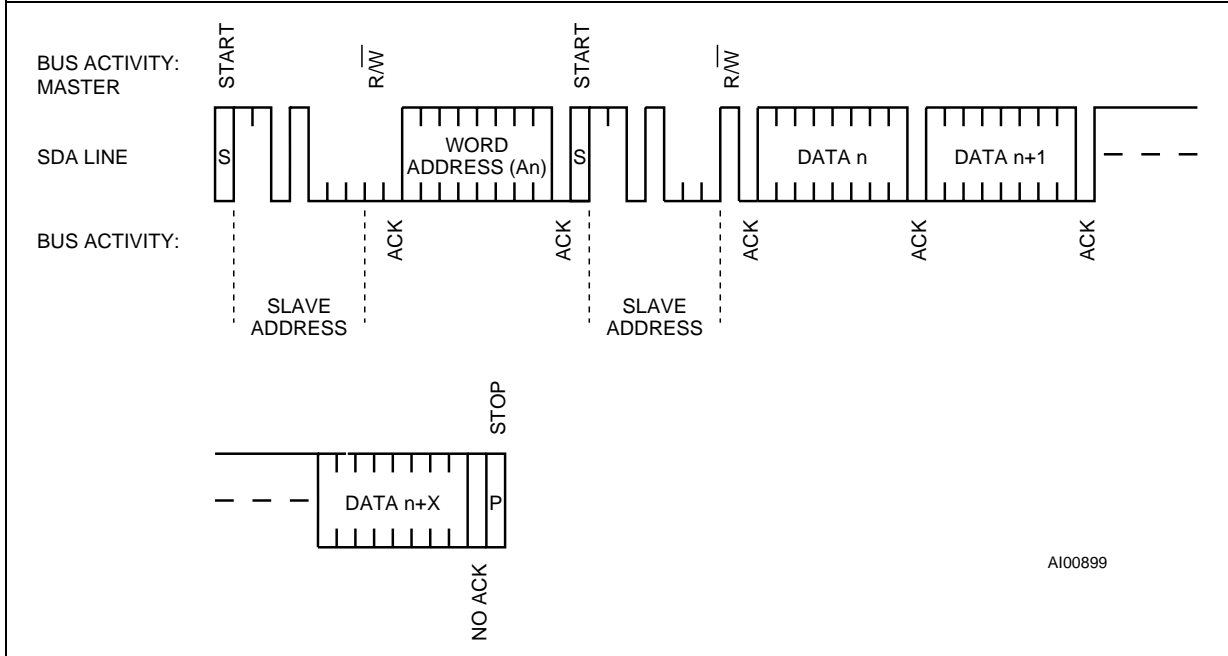 BUS ACTIVITY:
MASTER
START
R/W
START
R/W
SDA LINE
S
WORD
ADDRESS (An)
S
DATA n
DATA n+1
BUS ACTIVITY:
ACK
ACK
ACK
ACK
ACK
SLAVE
ADDRESS
SLAVE
ADDRESS
STOP
DATA n+X
P
NO ACK
AI00899